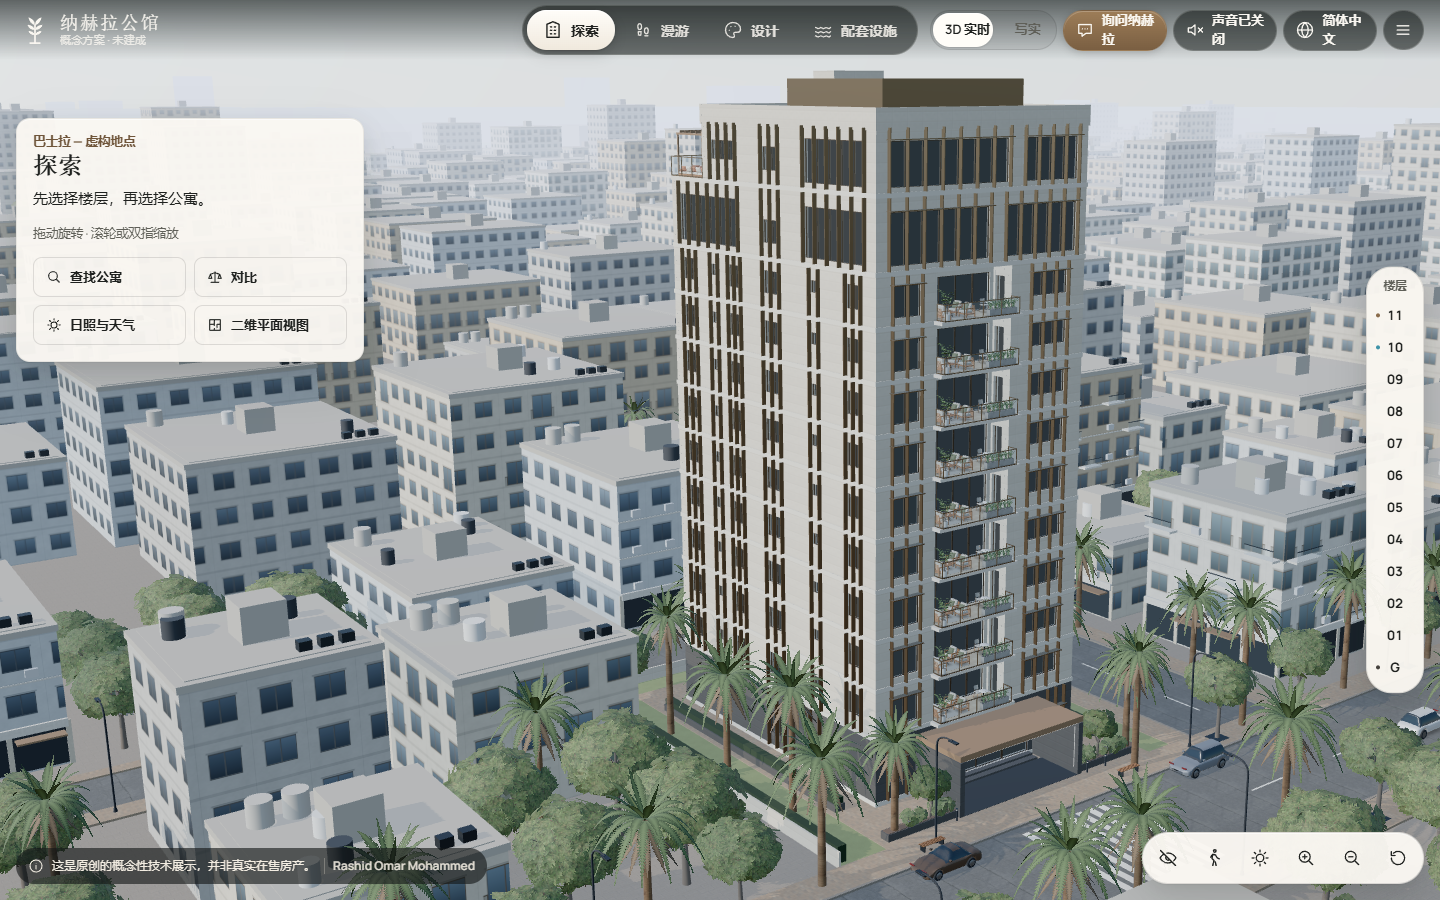 纳赫拉公馆
概念方案 · 未建成
探索
漫游
设计
配套设施
3D 实时
写实
询问纳赫
拉
声音已关
闭
简体中
文
巴士拉 — 虚构地点
探索
先选择楼层，再选择公寓。
拖动旋转 · 滚轮或双指缩放
查找公寓
对比
日照与天气
二维平面视图
楼层
11
10
09
08
07
06
05
04
03
02
01
G
这是原创的概念性技术展示，并非真实在售房产。
Rashid Omar Mohammed